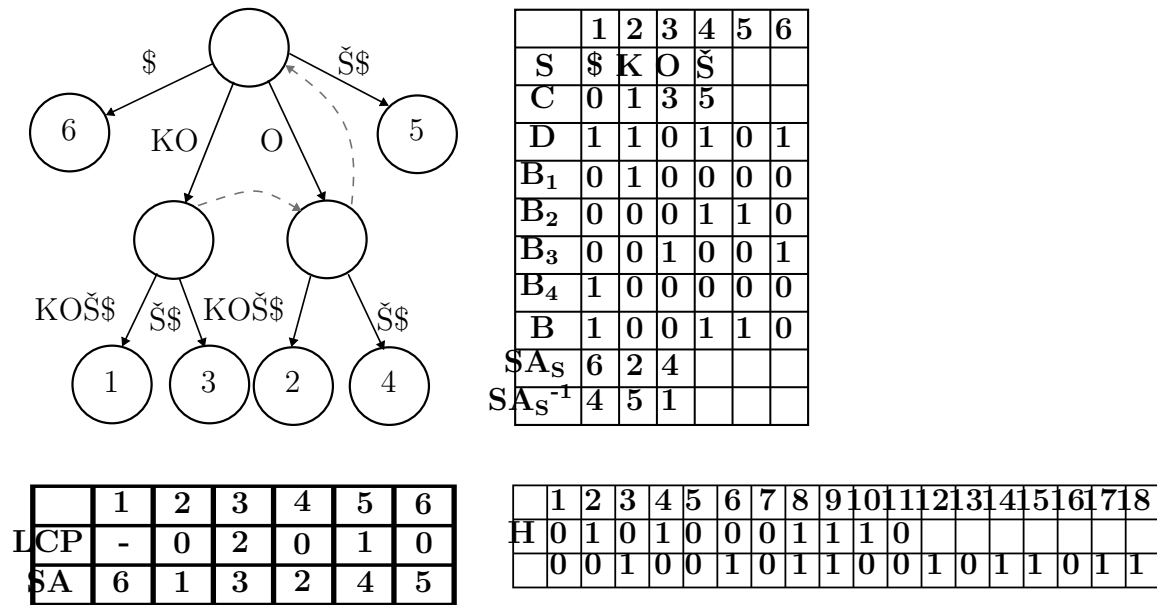 $
Š$
6
5
KO
O
KOŠ$
Š$
KOŠ$
Š$
1
3
2
4
1 2 3 4 5 6
S $ K O Š
C 0 1 3 5
D 1 1 0 1 0 1
B₁ 0 1 0 0 0 0
B₂ 0 0 0 1 1 0
B₃ 0 0 1 0 0 1
B₄ 1 0 0 0 0 0
B 1 0 0 1 1 0
SA_S 6 2 4
SA_S⁻¹ 4 5 1
1 2 3 4 5 6
LCP - 0 2 0 1 0
SA 6 1 3 2 4 5
1 2 3 4 5 6 7 8 9 10 11 12 13 14 15 16 17 18
H 0 1 0 1 0 0 0 1 1 1 0
0 0 1 0 0 1 0 1 1 0 0 1 0 1 1 0 1 1